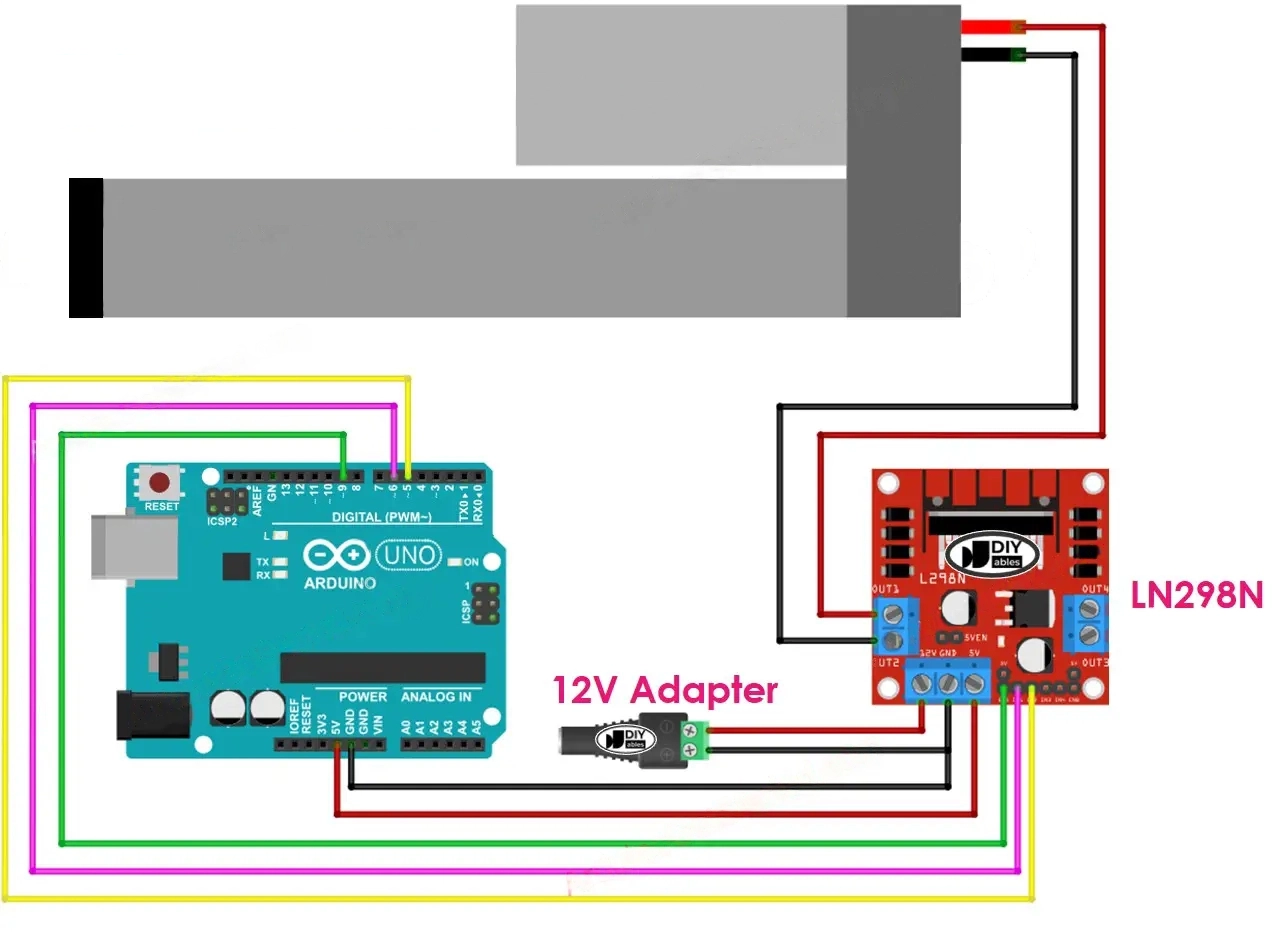 RESET
ICSP2
AREF
GN
13
12
~11
~10
~9
8
7
~6
~5
4
~3
2
TX0▸1
RX0◂0
DIGITAL (PWM~)
L
TX
RX
UNO
ARDUINO
ON
1
ICSP
POWER
ANALOG IN
IOREF
RESET
3V3
5V
GND
GND
VIN
A0
A1
A2
A3
A4
A5
12V Adapter
DIY
ables
DIY
ables
L298N
OUT1
UT2
OUT4
OUT3
5VEN
12V GND 5V
LN298N